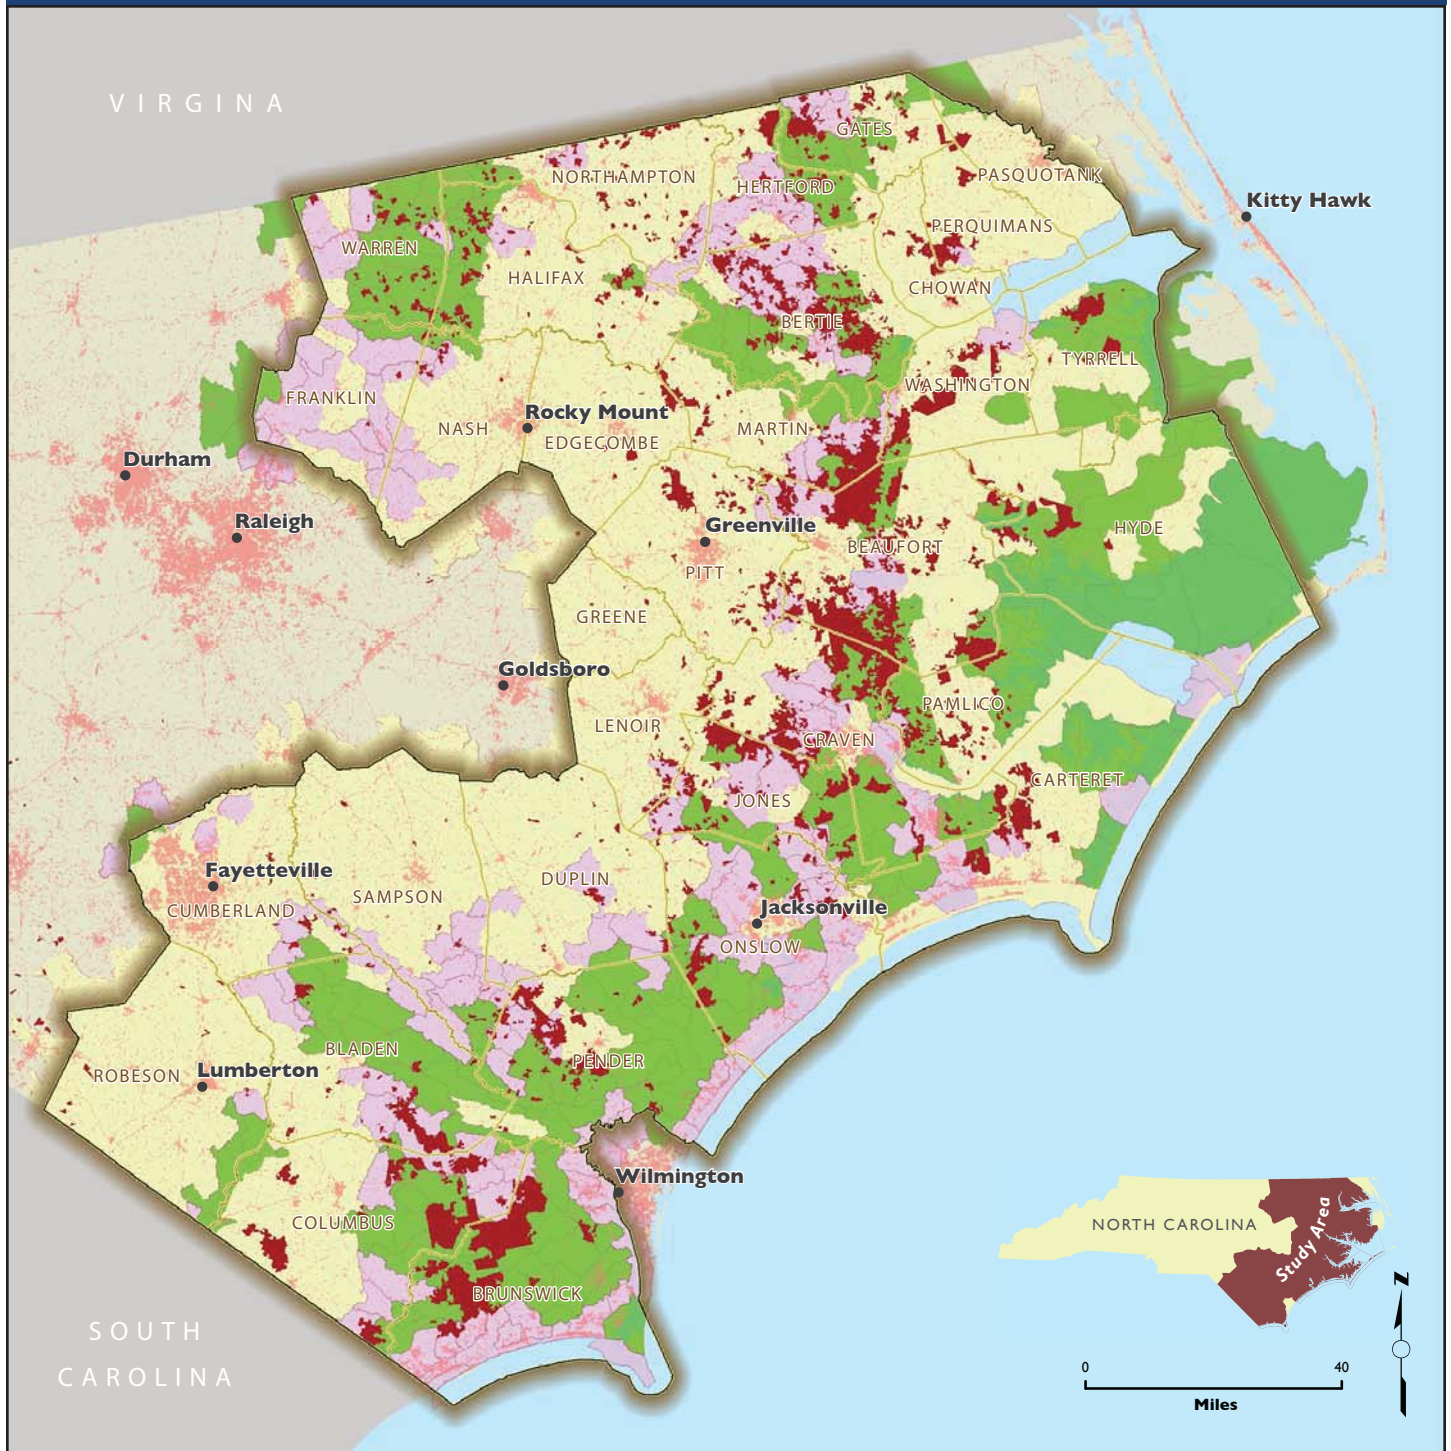 VIRGINA
GATES
NORTHAMPTON
PASQUOTANK
HERTFORD
Kitty Hawk
PERQUIMANS
WARREN
HALIFAX
CHOWAN
BERTIE
TYRRELL
WASHINGTON
FRANKLIN
Rocky Mount
NASH
EDGECOMBE
MARTIN
Durham
Raleigh
Greenville
HYDE
BEAUFORT
PITT
GREENE
Goldsboro
PAMLICO
LENOIR
CRAVEN
CARTERET
JONES
Fayetteville
DUPLIN
SAMPSON
Jacksonville
CUMBERLAND
ONSLOW
BLADEN
PENDER
ROBESON
Lumberton
Wilmington
COLUMBUS
NORTH CAROLINA
Study Area
BRUNSWICK
N
SOUTH
CAROLINA
0 40
Miles